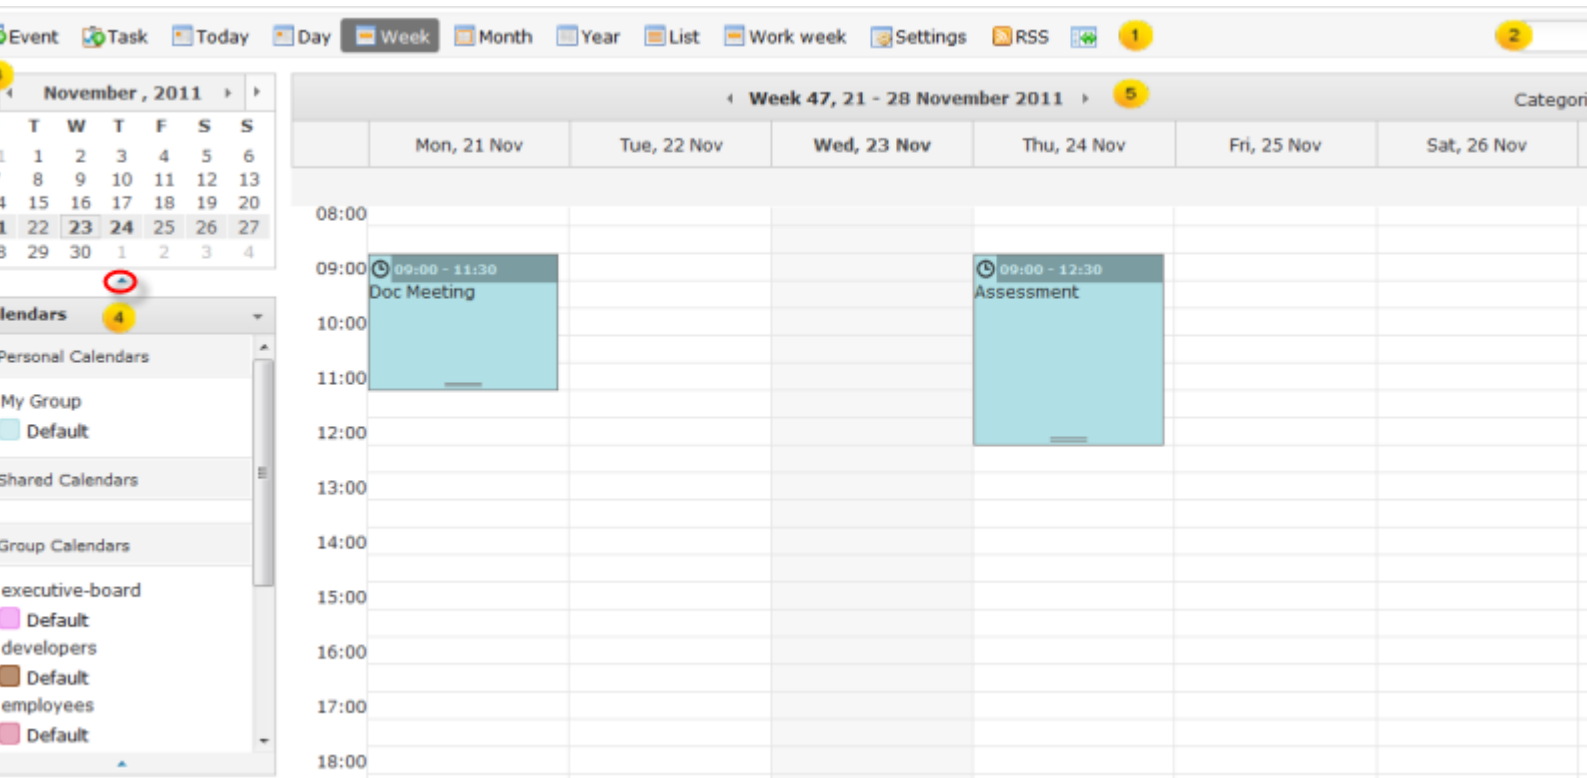 Event Task Today Day Week Month Year List Work week Settings RSS 1 2
November , 2011
Week 47, 21 - 28 November 2011 5 Categori
T W T F S S
Mon, 21 Nov Tue, 22 Nov Wed, 23 Nov Thu, 24 Nov Fri, 25 Nov Sat, 26 Nov
1 2 3 4 5 6
8 9 10 11 12 13
15 16 17 18 19 20
22 23 24 25 26 27
29 30 1 2 3 4
lendars 4
Personal Calendars
My Group
Default
Shared Calendars
Group Calendars
executive-board
Default
developers
Default
employees
Default
08:00
09:00 09:00 - 11:30 09:00 - 12:30
Doc Meeting Assessment
10:00
11:00
12:00
13:00
14:00
15:00
16:00
17:00
18:00